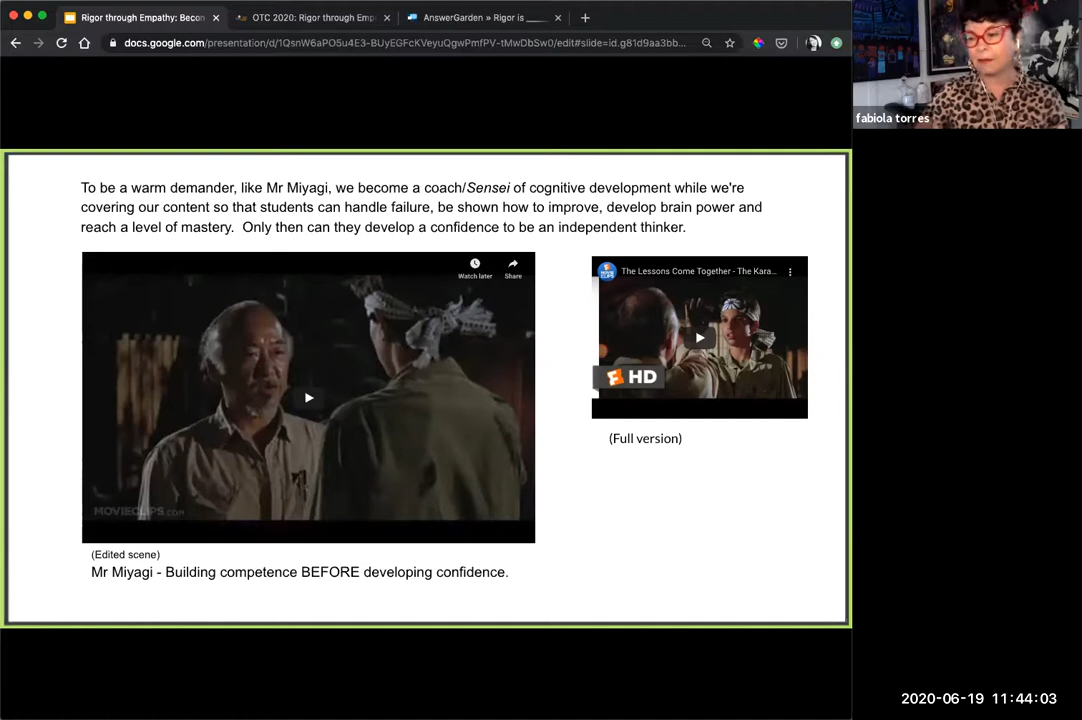 Rigor through Empathy: Becon
OTC 2020: Rigor through Emp
AnswerGarden » Rigor is ____
docs.google.com/presentation/d/1QsnW6aPO5u4E3-BUyEGFcKVeyuQgwPmfPV-tMwDbSw0/edit#slide=id.g81d9aa3bb...
fabiola torres
To be a warm demander, like Mr Miyagi, we become a coach/Sensei of cognitive development while we're
covering our content so that students can handle failure, be shown how to improve, develop brain power and
reach a level of mastery. Only then can they develop a confidence to be an independent thinker.
Watch later
Share
MOVIECLIPS.COM
The Lessons Come Together - The Kara...
MOVIE
CLIPS
HD
(Full version)
(Edited scene)
Mr Miyagi - Building competence BEFORE developing confidence.
2020-06-19 11:44:03